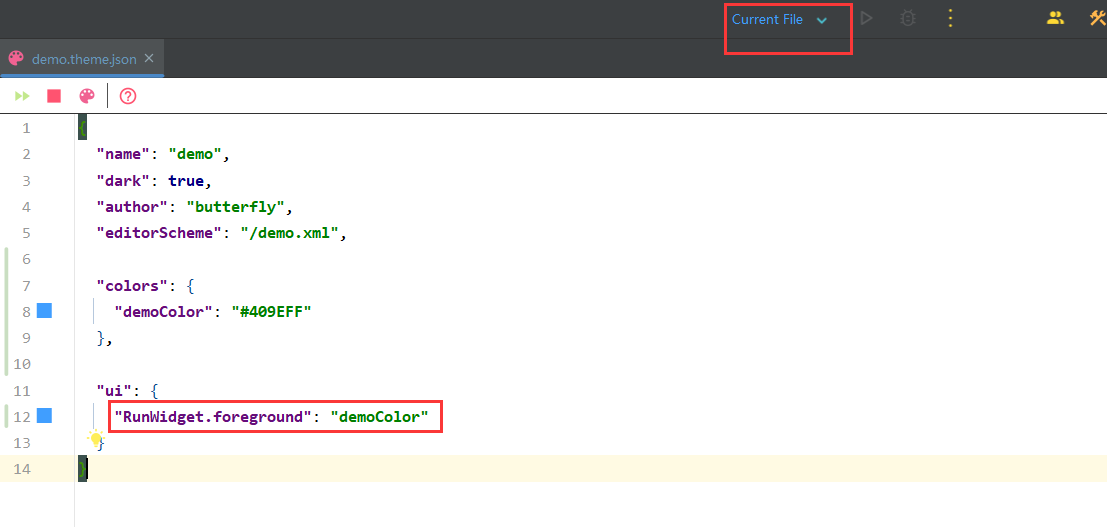 Current File
demo.theme.json
1 {
2 "name": "demo",
3 "dark": true,
4 "author": "butterfly",
5 "editorScheme": "/demo.xml",
6
7 "colors": {
8 "demoColor": "#409EFF"
9 },
10
11 "ui": {
12 "RunWidget.foreground": "demoColor"
13 }
14 }